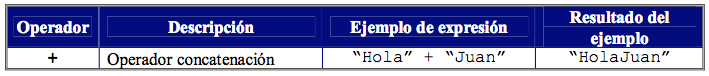 Operador Descripción Ejemplo de expresión Resultado del ejemplo
+ Operador concatenación “Hola” + “Juan” “HolaJuan”